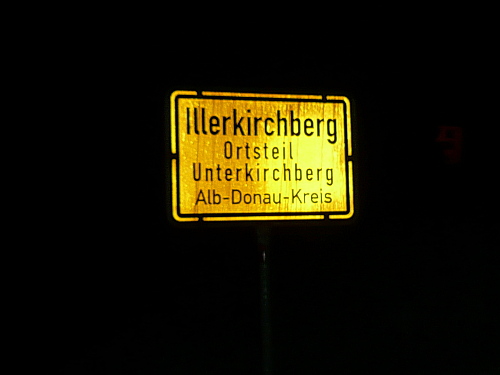 Illerkirchberg
Ortsteil
Unterkirchberg
Alb-Donau-Kreis